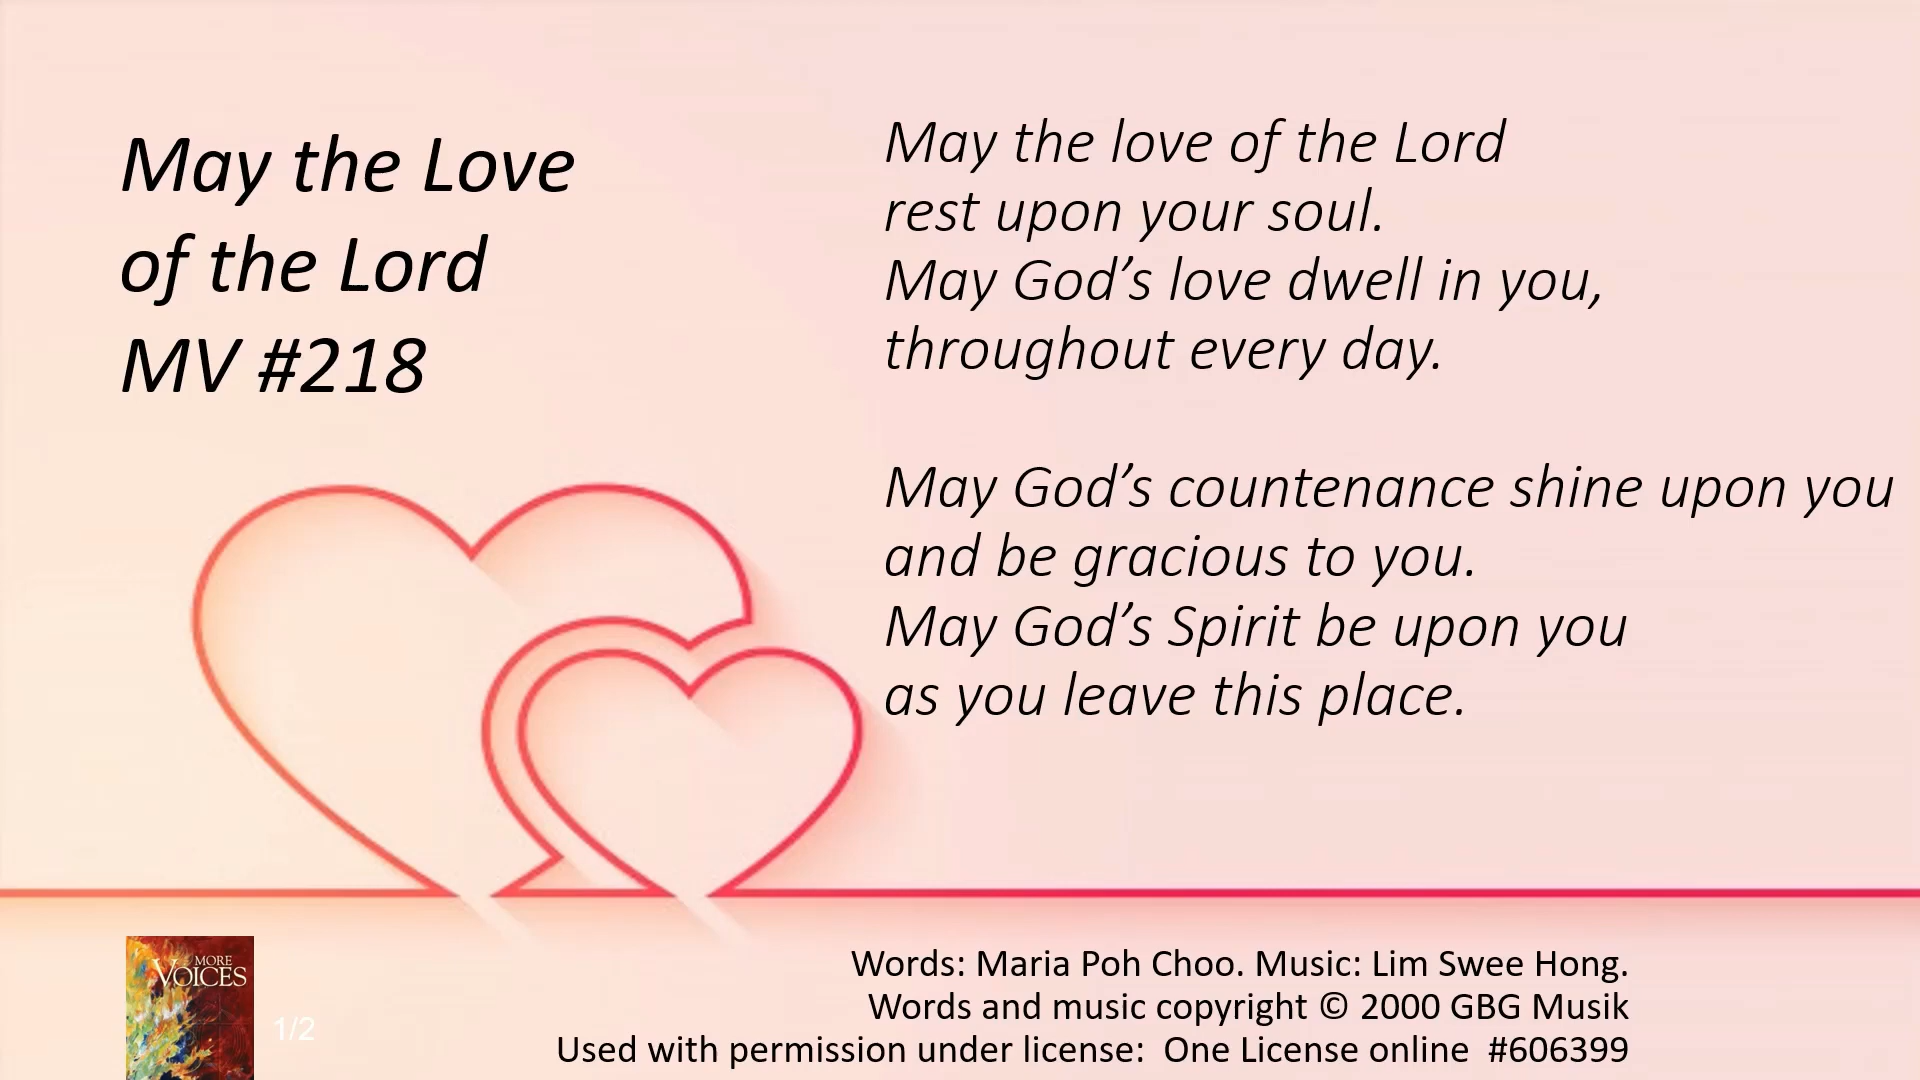 May the Love
of the Lord
MV #218
May the love of the Lord
rest upon your soul.
May God’s love dwell in you,
throughout every day.
May God’s countenance shine upon you
and be gracious to you.
May God’s Spirit be upon you
as you leave this place.
MORE
VOICES
1/2
Words: Maria Poh Choo. Music: Lim Swee Hong.
Words and music copyright © 2000 GBG Musik
Used with permission under license:  One License online  #606399